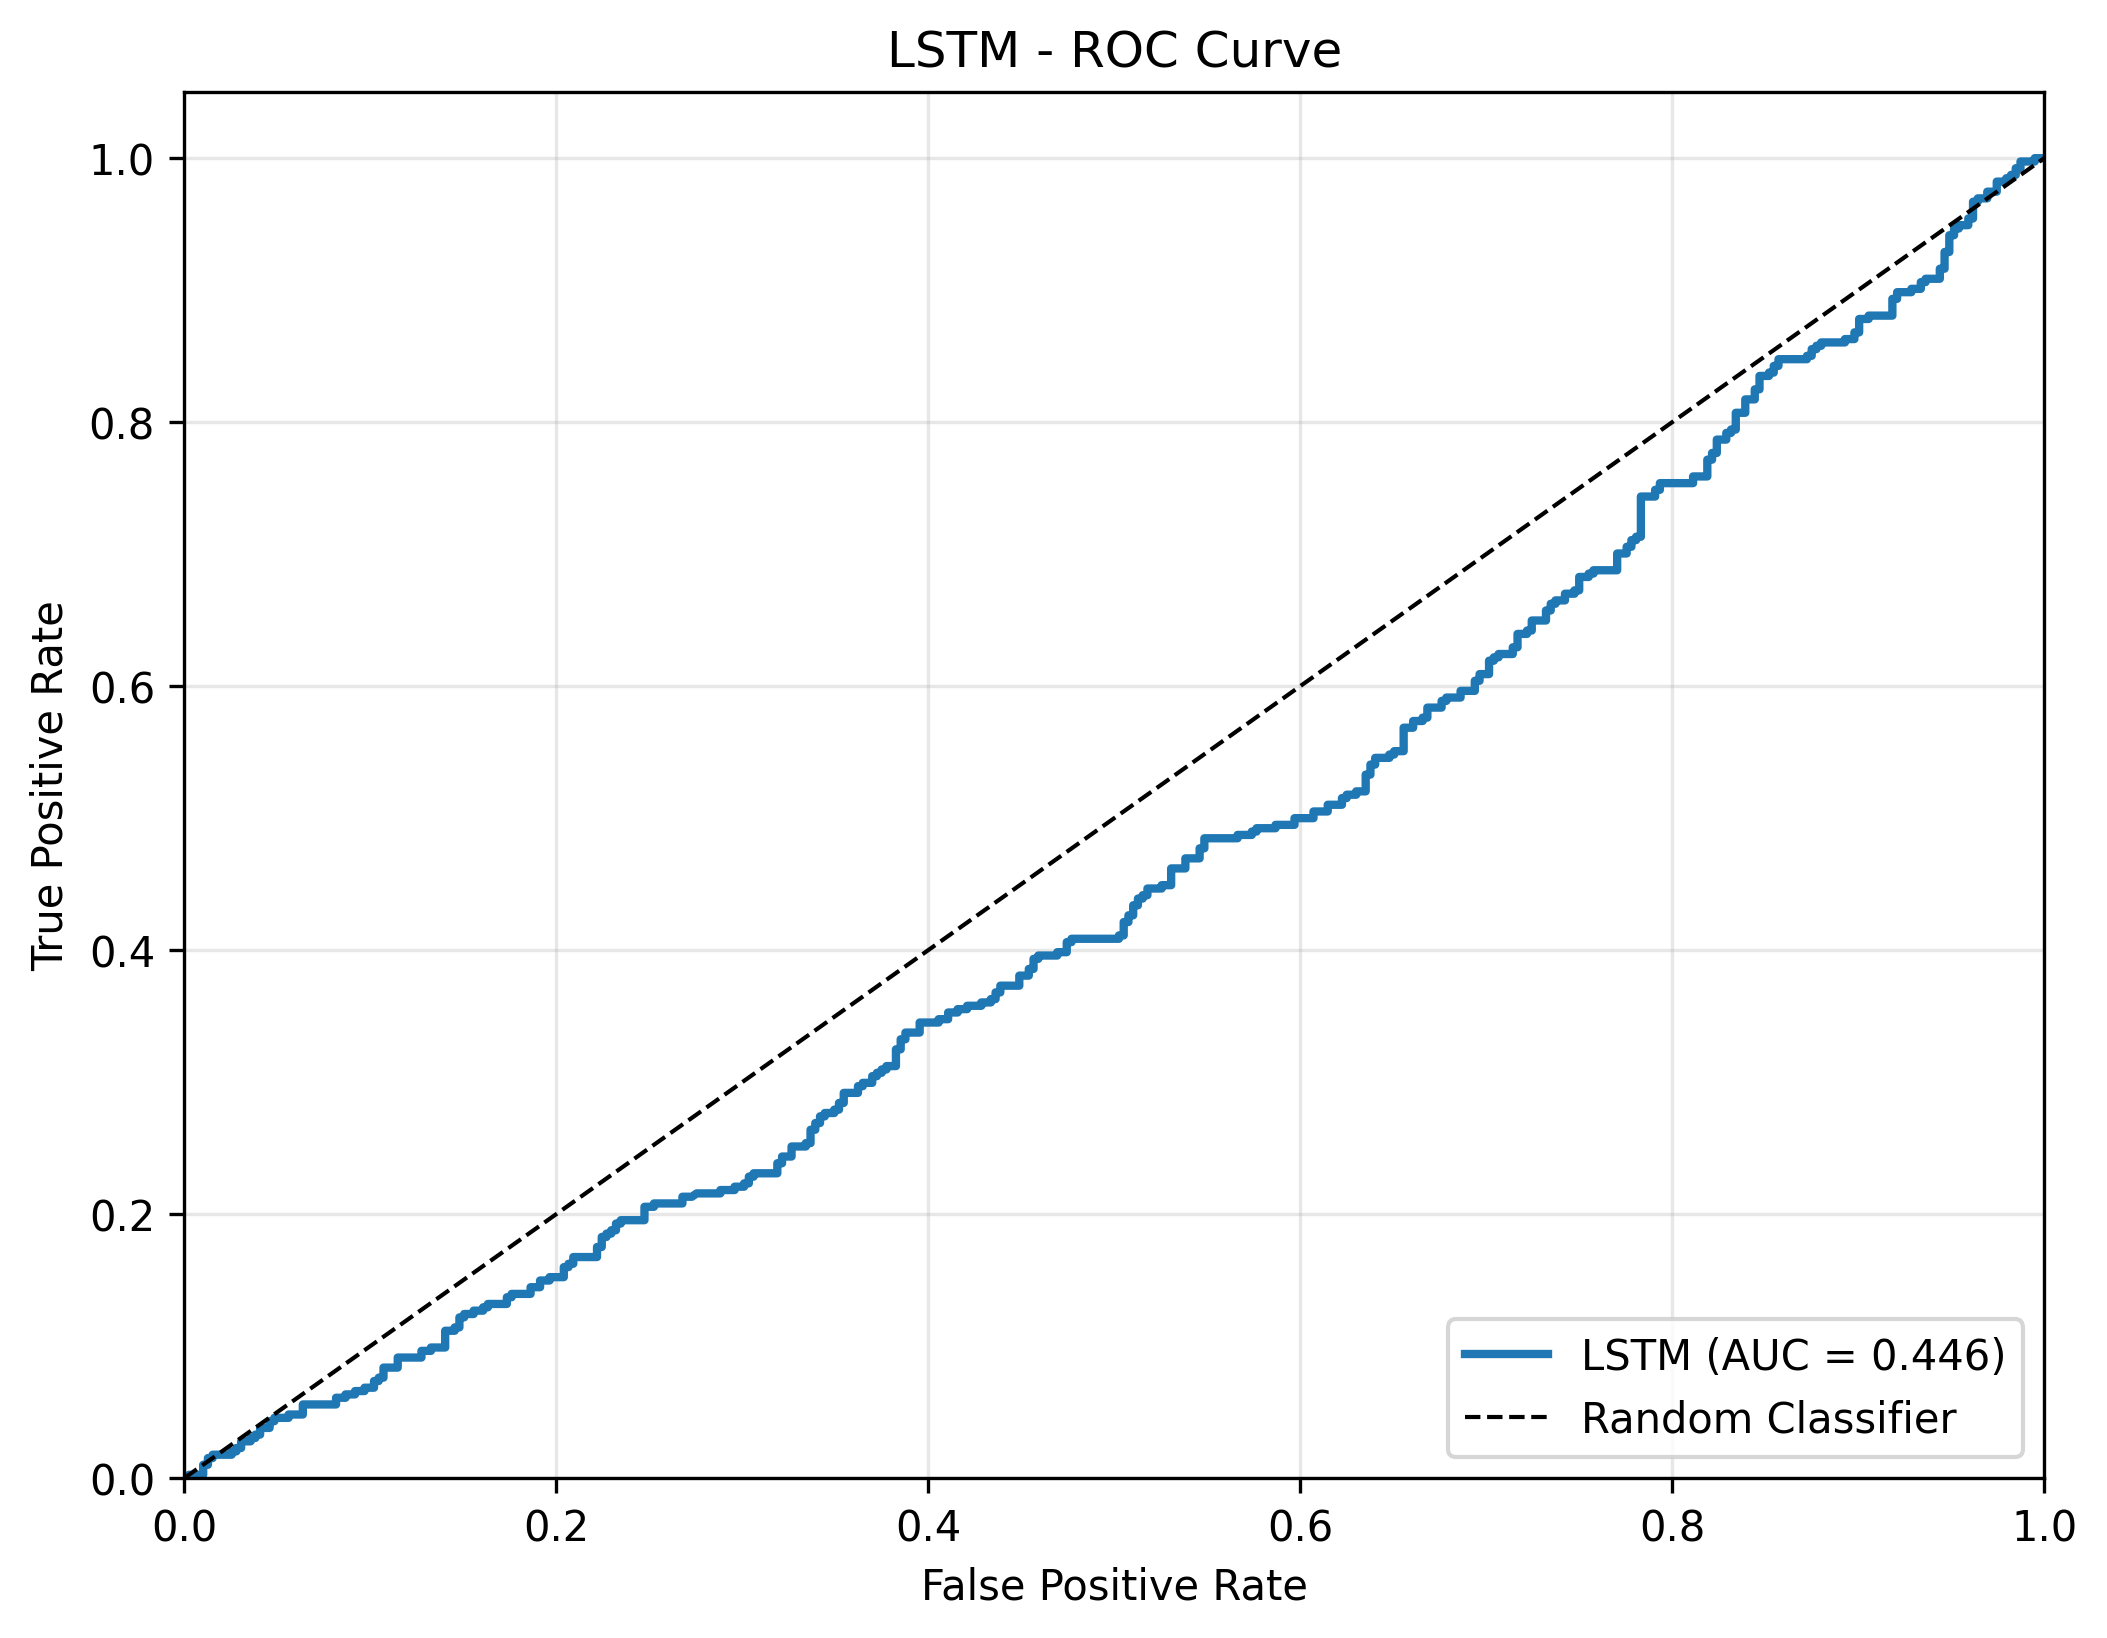 LSTM - ROC Curve
1.0
0.8
0.6
0.4
0.2
0.0
True Positive Rate
0.0 0.2 0.4 0.6 0.8 1.0
False Positive Rate
LSTM (AUC = 0.446)
Random Classifier